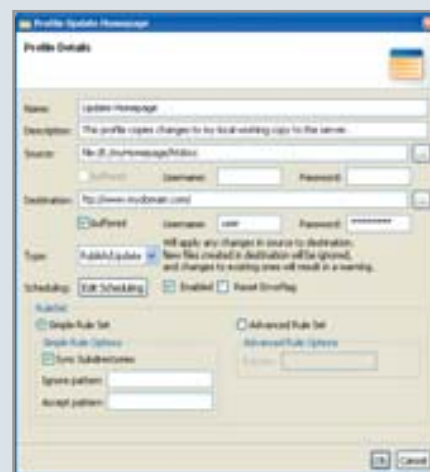 Profile Update Homepage
Profile Details
Name: Update Homepage
Description: This profile copies changes to my local working copy to the server.
Source: file:/E:/myHomepage/htdocs
Buffered Username: Password:
Destination: ftp://www.mydomain.com/
Buffered Username: user Password: *********
Type: Publish/Update Will apply any changes in source to destination.
New files created in destination will be ignored,
and changes to existing ones will result in a warning.
Scheduling: Edit Scheduling Enabled Reset Errorflag
RuleSet
Simple Rule Set Advanced Rule Set
Simple Rule Options Advanced Rule Options
Sync Subdirectories
Ignore pattern:
Accept pattern:
Ok Cancel